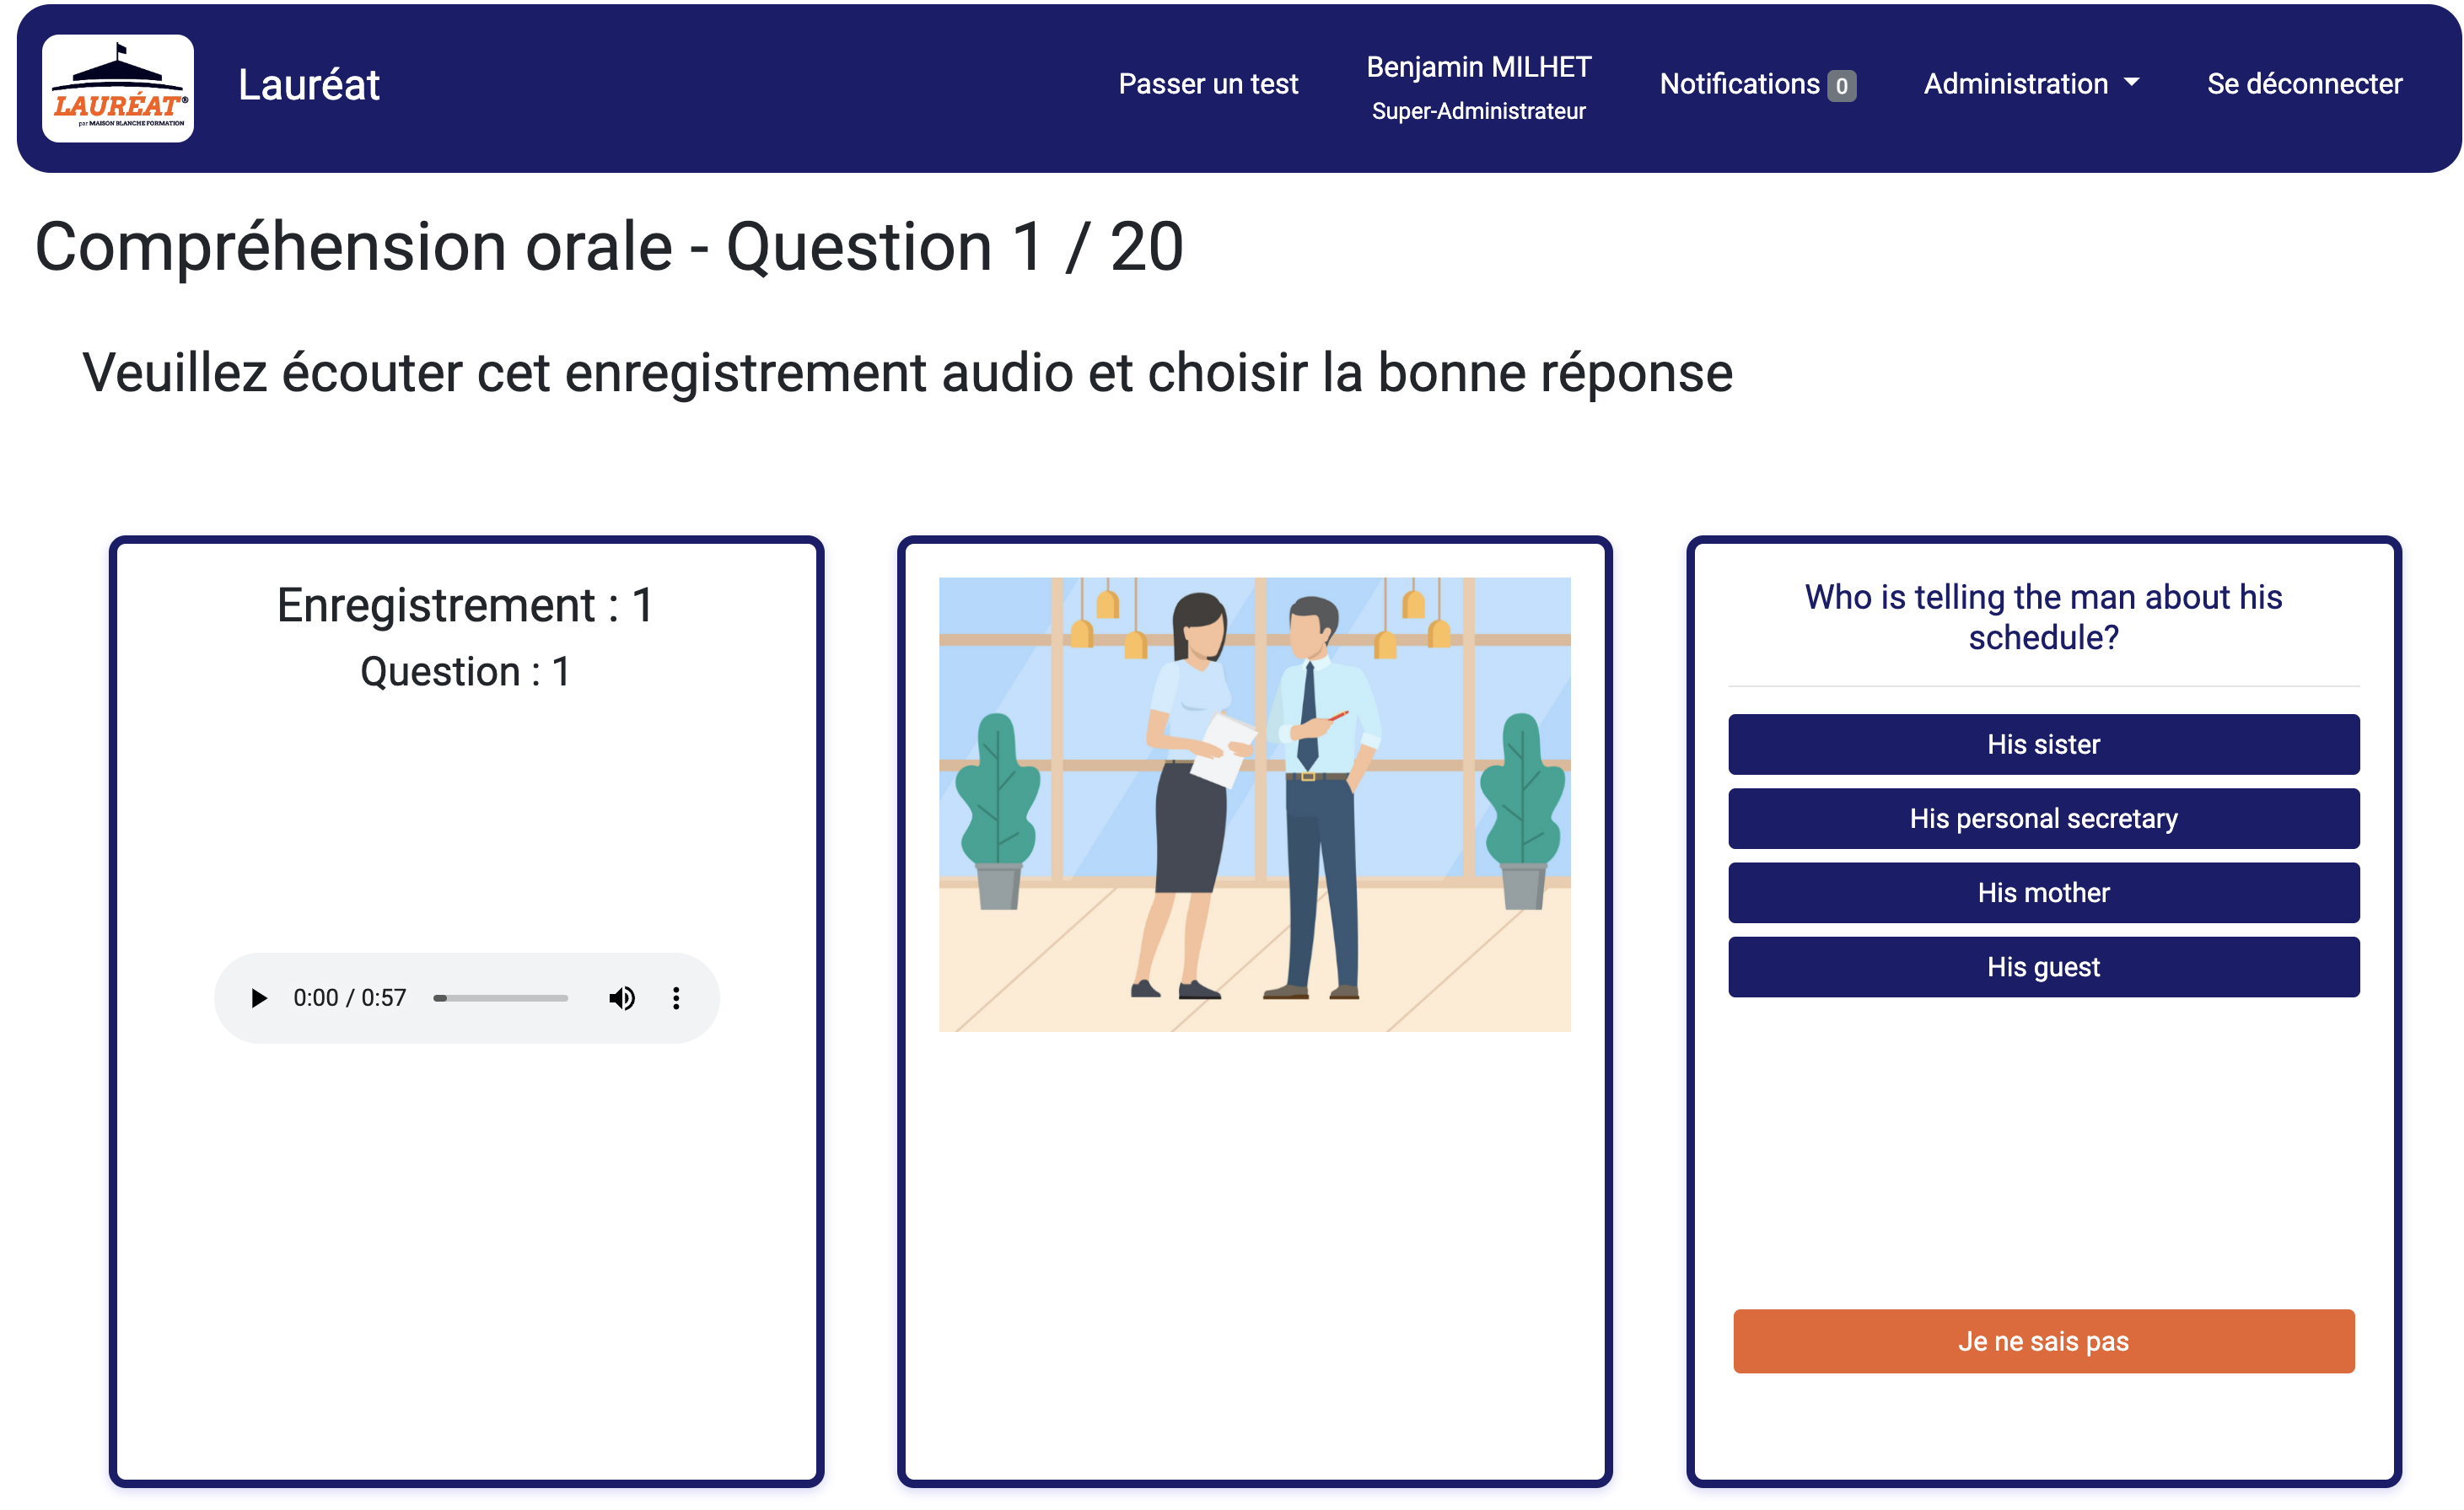 LAURÉAT®
par MAISON BLANCHE FORMATION
Lauréat
Passer un test
Benjamin MILHET
Super-Administrateur
Notifications 0
Administration
Se déconnecter
Compréhension orale - Question 1 / 20
Veuillez écouter cet enregistrement audio et choisir la bonne réponse
Enregistrement : 1
Question : 1
0:00 / 0:57
Who is telling the man about his
schedule?
His sister
His personal secretary
His mother
His guest
Je ne sais pas